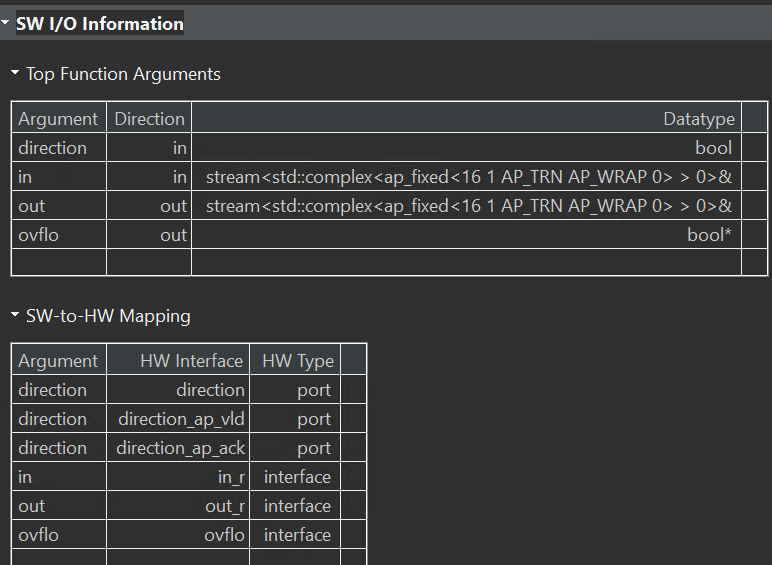 SW I/O Information
Top Function Arguments
Argument Direction Datatype
direction in bool
in in stream<std::complex<ap_fixed<16 1 AP_TRN AP_WRAP 0> > 0>&
out out stream<std::complex<ap_fixed<16 1 AP_TRN AP_WRAP 0> > 0>&
ovflo out bool*
SW-to-HW Mapping
Argument HW Interface HW Type
direction direction port
direction direction_ap_vld port
direction direction_ap_ack port
in in_r interface
out out_r interface
ovflo ovflo interface